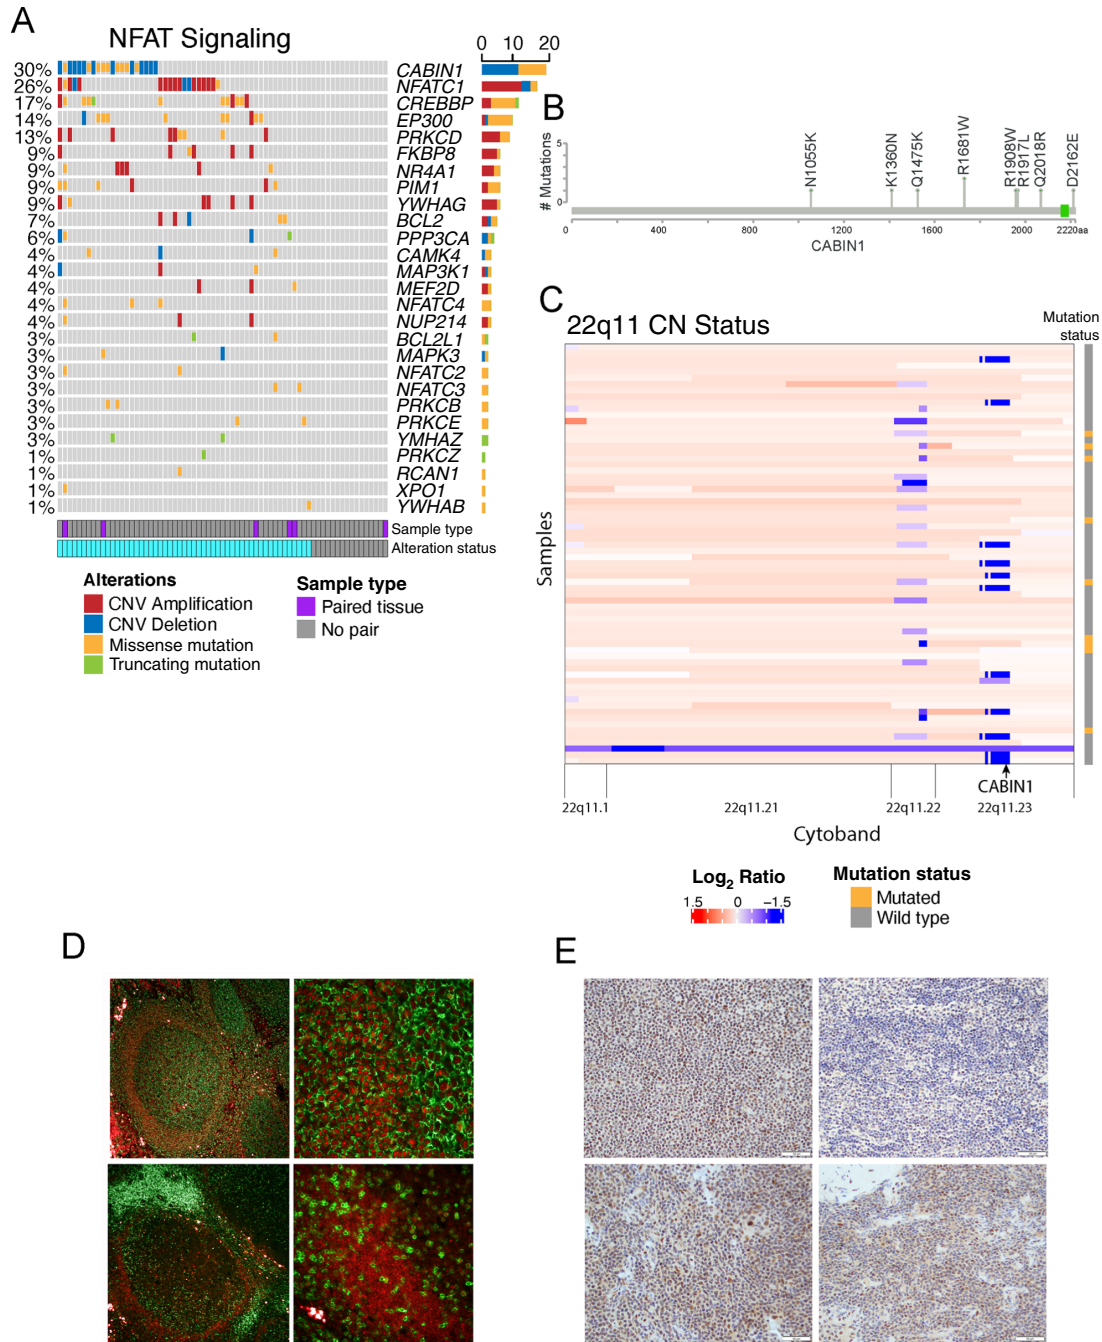 A
NFAT Signaling
0 10 20
30% CABIN1
26% NFATC1
17% CREBBP
14% EP300
13% PRKCD
9% FKBP8
9% NR4A1
9% PIM1
9% YWHAG
7% BCL2
6% PPP3CA
4% CAMK4
4% MAP3K1
4% MEF2D
4% NFATC4
4% NUP214
3% BCL2L1
3% MAPK3
3% NFATC2
3% NFATC3
3% PRKCB
3% PRKCE
3% YMHAZ
1% PRKCZ
1% RCAN1
1% XPO1
1% YWHAB
Sample type
Alteration status
Alterations
CNV Amplification
CNV Deletion
Missense mutation
Truncating mutation
Sample type
Paired tissue
No pair
B
# Mutations
5
0
N1055K
K1360N
Q1475K
R1681W
R1908W
R1917L
Q2018R
D2162E
0 400 800 1200 1600 2000 2220aa
CABIN1
C
22q11 CN Status
Mutation
status
Samples
CABIN1
22q11.1 22q11.21 22q11.22 22q11.23
Cytoband
Log2 Ratio
1.5 0 −1.5
Mutation status
Mutated
Wild type
D
E